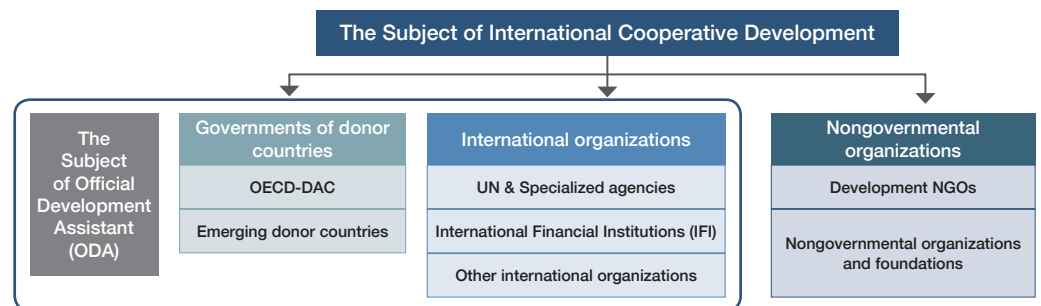 The Subject of International Cooperative Development
The
Subject
of Official
Development
Assistant
(ODA)
Governments of donor
countries
OECD-DAC
Emerging donor countries
International organizations
UN & Specialized agencies
International Financial Institutions (IFI)
Other international organizations
Nongovernmental
organizations
Development NGOs
Nongovernmental organizations
and foundations